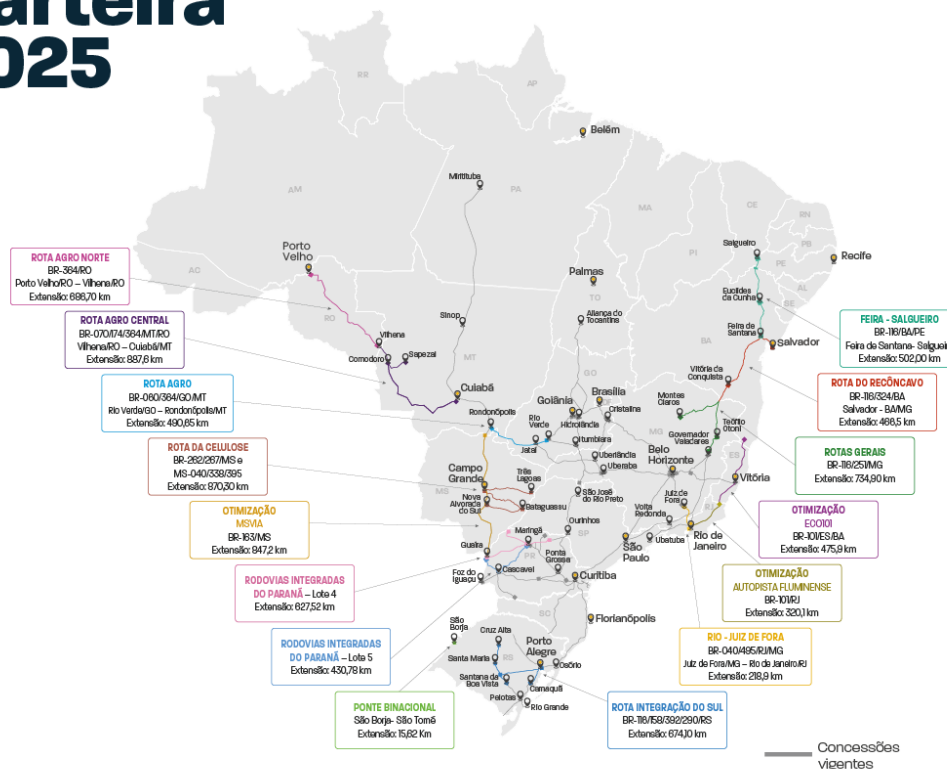 arteira
025
RR
AP
Belém
Miritituba
AM
PA
MA
CE
RN
PB
PI
PE
AL
SE
Salgueiro
Recife
Porto
Velho
AC
Palmas
TO
Euclides
da Cunha
Aliança do
Tocantins
Feira de
Santana
Salvador
BA
RO
Sinop
Vilhena
Comodoro
Sapezal
MT
GO
Vitória da
Conquista
Cuiabá
Goiânia
Brasília
DF
Cristalina
Montes
Claros
Rondonópolis
Rio
Verde
Hidrolândia
Jataí
Itumbiara
MG
Teófilo
Otoni
Governador
Valadares
Uberlândia
Uberaba
Belo
Horizonte
ES
Vitória
Campo
Grande
Três
Lagoas
MS
Nova
Alvorada
do Sul
Bataguassu
São José
do Rio Preto
Juiz de
Fora
Volta
Redonda
RJ
Rio de
Janeiro
Ourinhos
SP
Maringá
Guaíra
PR
Ponta
Grossa
São
Paulo
Ubatuba
Foz do
Iguaçu
Cascavel
Curitiba
SC
Florianópolis
São
Borja
Cruz Alta
Porto
Alegre
Santa Maria
RS
Osório
Santana da
Boa Vista
Camaquã
Pelotas
Rio Grande
ROTA AGRO NORTE
BR-364/RO
Porto Velho/RO – Vilhena/RO
Extensão: 686,70 km
ROTA AGRO CENTRAL
BR-070/174/364/MT/RO
Vilhena/RO – Cuiabá/MT
Extensão: 887,6 km
ROTA AGRO
BR-060/364/GO/MT
Rio Verde/GO – Rondonópolis/MT
Extensão: 490,65 km
ROTA DA CELULOSE
BR-262/267/MS e
MS-040/338/395
Extensão: 870,30 km
OTIMIZAÇÃO
MSVIA
BR-163/MS
Extensão: 847,2 km
RODOVIAS INTEGRADAS
DO PARANÁ – Lote 4
Extensão: 627,52 km
RODOVIAS INTEGRADAS
DO PARANÁ – Lote 5
Extensão: 430,78 km
PONTE BINACIONAL
São Borja- São Tomé
Extensão: 15,62 Km
FEIRA - SALGUEIRO
BR-116/BA/PE
Feira de Santana- Salguei
Extensão: 502,00 km
ROTA DO RECÔNCAVO
BR-116/324/BA
Salvador - BA/MG
Extensão: 466,5 km
ROTAS GERAIS
BR-116/251/MG
Extensão: 734,90 km
OTIMIZAÇÃO
ECO101
BR-101/ES/BA
Extensão: 475,9 km
OTIMIZAÇÃO
AUTOPISTA FLUMINENSE
BR-101/RJ
Extensão: 320,1 km
RIO - JUIZ DE FORA
BR-040/495/RJ/MG
Juiz de Fora/MG – Rio de Janeiro/RJ
Extensão: 218,9 km
ROTA INTEGRAÇÃO DO SUL
BR-116/158/392/290/RS
Extensão: 674,10 km
Concessões
vigentes